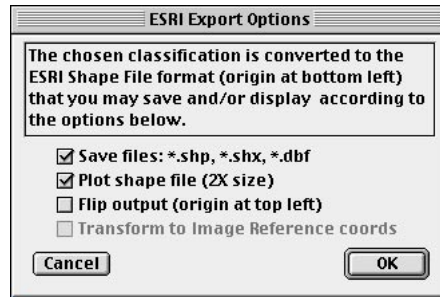 ESRI Export Options
The chosen classification is converted to the
ESRI Shape File format (origin at bottom left)
that you may save and/or display according to
the options below.
Save files: *.shp, *.shx, *.dbf
Plot shape file (2X size)
Flip output (origin at top left)
Transform to Image Reference coords
Cancel OK